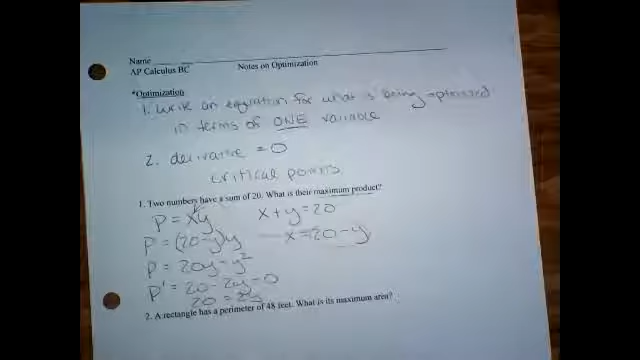 Name
AP Calculus BC Notes on Optimization
*Optimization
1. Write an equation for what is being optimized
in terms of ONE variable
2. derivative = 0
critical points
1. Two numbers have a sum of 20. What is their maximum product?
P = xy x + y = 20
P = (20-y)y x = 20 - y
P = 20y - y²
P' = 20 - 2y = 0
20 = 2y
2. A rectangle has a perimeter of 48 feet. What is its maximum area?